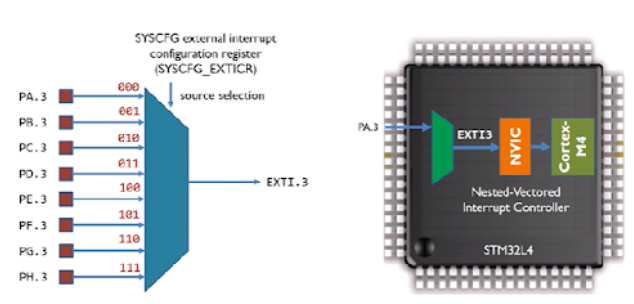 SYSCFG external interrupt
configuration register
(SYSCFG_EXTICR)
source selection
PA.3
000
PB.3
001
PC.3
010
PD.3
011
PE.3
100
PF.3
101
PG.3
110
PH.3
111
EXTI.3
PA.3
EXTI3
NVIC
Cortex-
M4
Nested-Vectored
Interrupt Controller
STM32L4